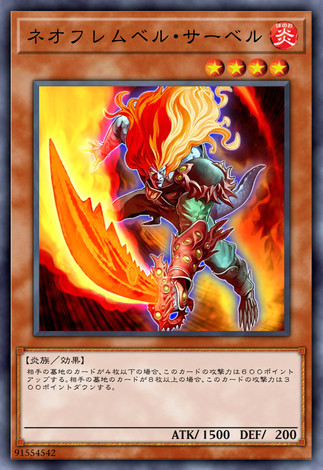 ネオフレムベル・サーベル
ほのお
炎
【炎族／効果】
相手の墓地のカードが４枚以下の場合、このカードの攻撃力は６００ポイント
アップする。相手の墓地のカードが８枚以上の場合、このカードの攻撃力は３
００ポイントダウンする。
ATK/ 1500 DEF/ 200
91554542